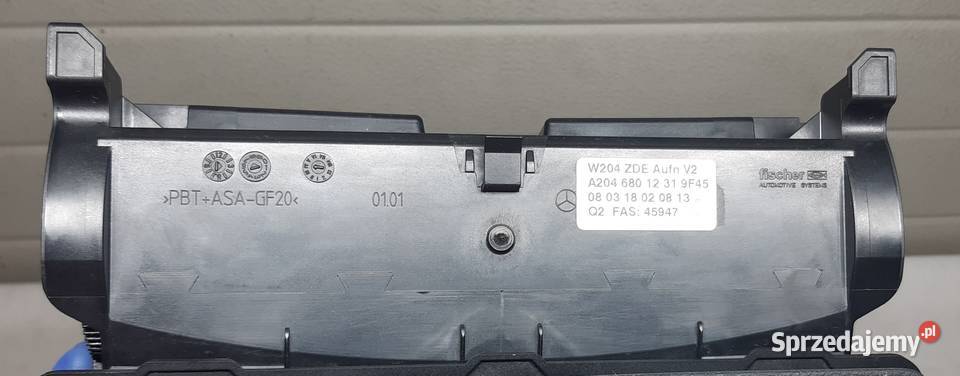 >PBT+ASA-GF20<
01.01
W204 ZDE Aufn V2
A204 680 12 31 9F45
08 03 18 02 08 13
Q2 FAS: 45947
fischer
AUTOMOTIVE SYSTEMS
Sprzedajemy.pl